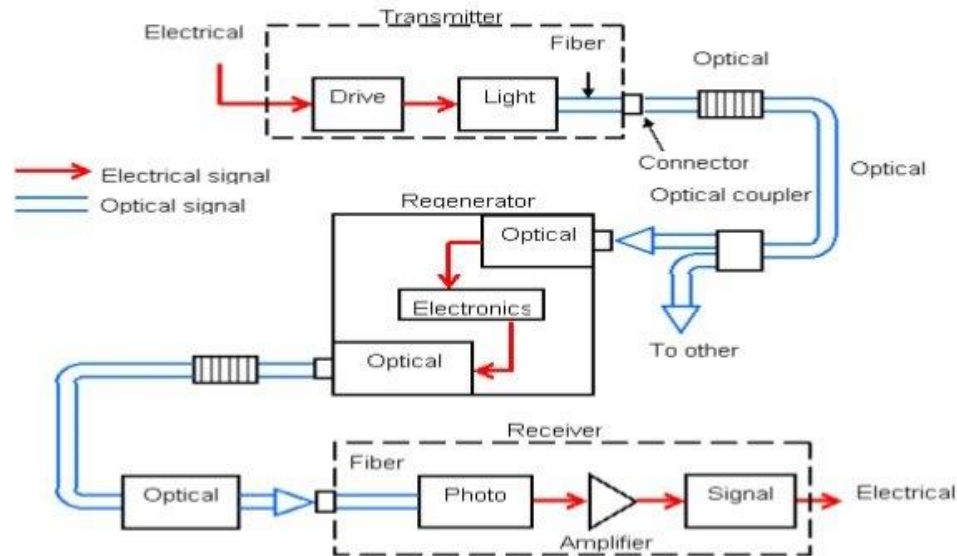 Transmitter
Electrical
Fiber
Optical
Drive
Light
Connector
Optical
Electrical signal
Optical signal
Optical coupler
Regenerator
Optical
Electronics
To other
Optical
Receiver
Fiber
Optical
Photo
Signal
Electrical
Amplifier